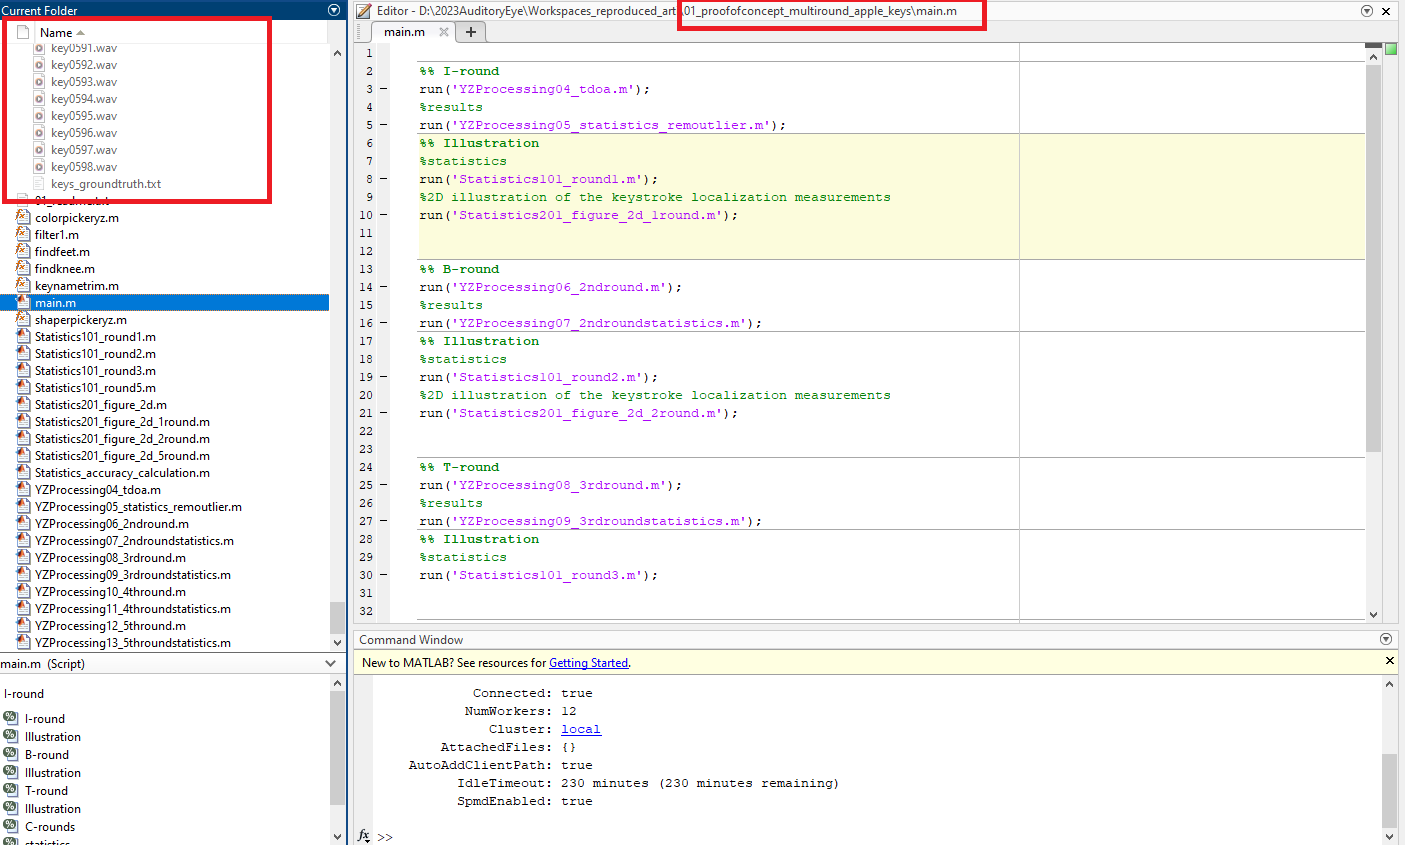 Current Folder
Name
key0591.wav
key0592.wav
key0593.wav
key0594.wav
key0595.wav
key0596.wav
key0597.wav
key0598.wav
keys_groundtruth.txt
01_readme.txt
colorpickeryz.m
filter1.m
findfeet.m
findknee.m
keynametrim.m
main.m
shaperpickeryz.m
Statistics101_round1.m
Statistics101_round2.m
Statistics101_round3.m
Statistics101_round5.m
Statistics201_figure_2d.m
Statistics201_figure_2d_1round.m
Statistics201_figure_2d_2round.m
Statistics201_figure_2d_5round.m
Statistics_accuracy_calculation.m
YZProcessing04_tdoa.m
YZProcessing05_statistics_remoutlier.m
YZProcessing06_2ndround.m
YZProcessing07_2ndroundstatistics.m
YZProcessing08_3rdround.m
YZProcessing09_3rdroundstatistics.m
YZProcessing10_4thround.m
YZProcessing11_4throundstatistics.m
YZProcessing12_5thround.m
YZProcessing13_5throundstatistics.m
main.m (Script)
I-round
I-round
Illustration
B-round
Illustration
T-round
Illustration
C-rounds
statistics
Editor - D:\2023AuditoryEye\Workspaces_reproduced_art\01_proofofconcept_multiround_apple_keys\main.m
main.m
1
2 %% I-round
3 run('YZProcessing04_tdoa.m');
4 %results
5 run('YZProcessing05_statistics_remoutlier.m');
6 %% Illustration
7 %statistics
8 run('Statistics101_round1.m');
9 %2D illustration of the keystroke localization measurements
10 run('Statistics201_figure_2d_1round.m');
11
12
13 %% B-round
14 run('YZProcessing06_2ndround.m');
15 %results
16 run('YZProcessing07_2ndroundstatistics.m');
17 %% Illustration
18 %statistics
19 run('Statistics101_round2.m');
20 %2D illustration of the keystroke localization measurements
21 run('Statistics201_figure_2d_2round.m');
22
23
24 %% T-round
25 run('YZProcessing08_3rdround.m');
26 %results
27 run('YZProcessing09_3rdroundstatistics.m');
28 %% Illustration
29 %statistics
30 run('Statistics101_round3.m');
31
32
Command Window
New to MATLAB? See resources for Getting Started.
Connected: true
NumWorkers: 12
Cluster: local
AttachedFiles: {}
AutoAddClientPath: true
IdleTimeout: 230 minutes (230 minutes remaining)
SpmdEnabled: true
fx >>